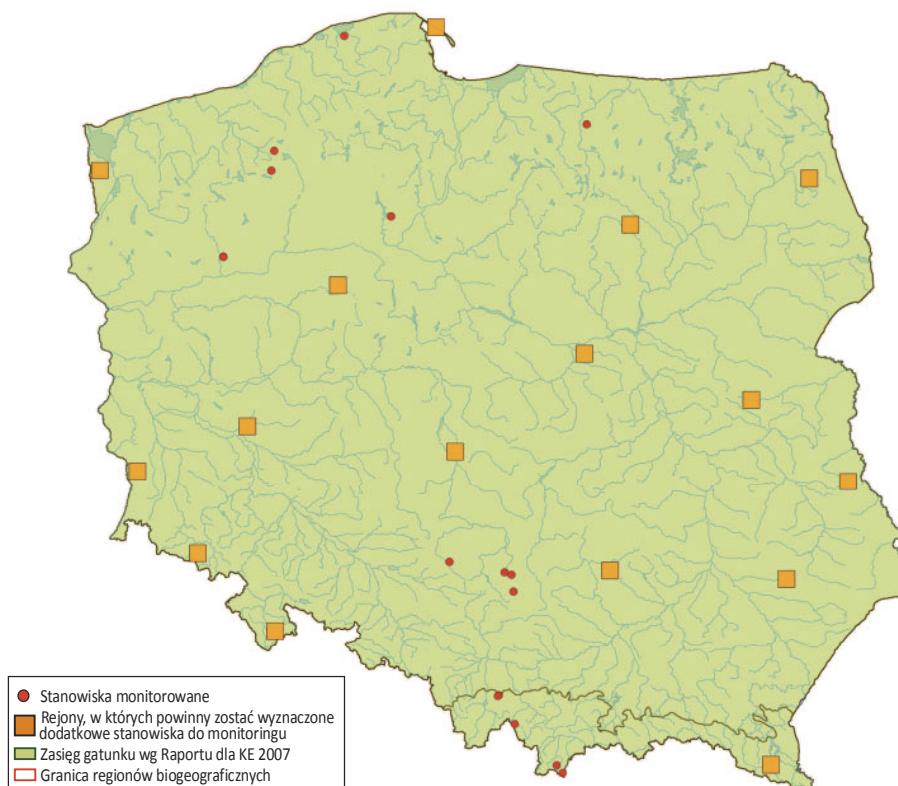 Stanowiska monitorowane
Rejony, w których powinny zostać wyznaczone
dodatkowe stanowiska do monitoringu
Zasięg gatunku wg Raportu dla KE 2007
Granica regionów biogeograficznych